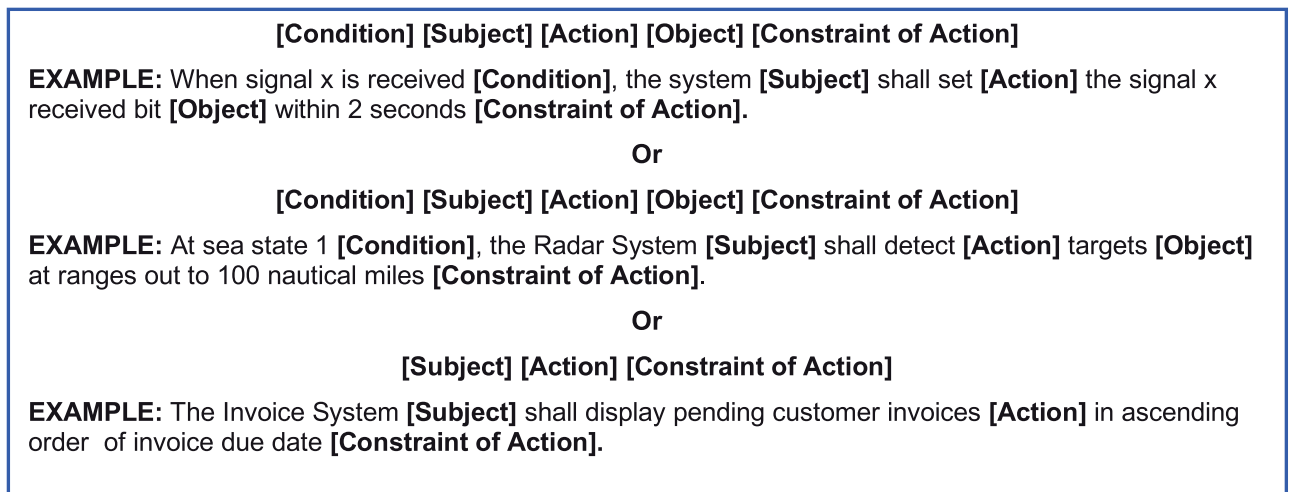 [Condition] [Subject] [Action] [Object] [Constraint of Action]
EXAMPLE: When signal x is received [Condition], the system [Subject] shall set [Action] the signal x
received bit [Object] within 2 seconds [Constraint of Action].
Or
[Condition] [Subject] [Action] [Object] [Constraint of Action]
EXAMPLE: At sea state 1 [Condition], the Radar System [Subject] shall detect [Action] targets [Object]
at ranges out to 100 nautical miles [Constraint of Action].
Or
[Subject] [Action] [Constraint of Action]
EXAMPLE: The Invoice System [Subject] shall display pending customer invoices [Action] in ascending
order  of invoice due date [Constraint of Action].